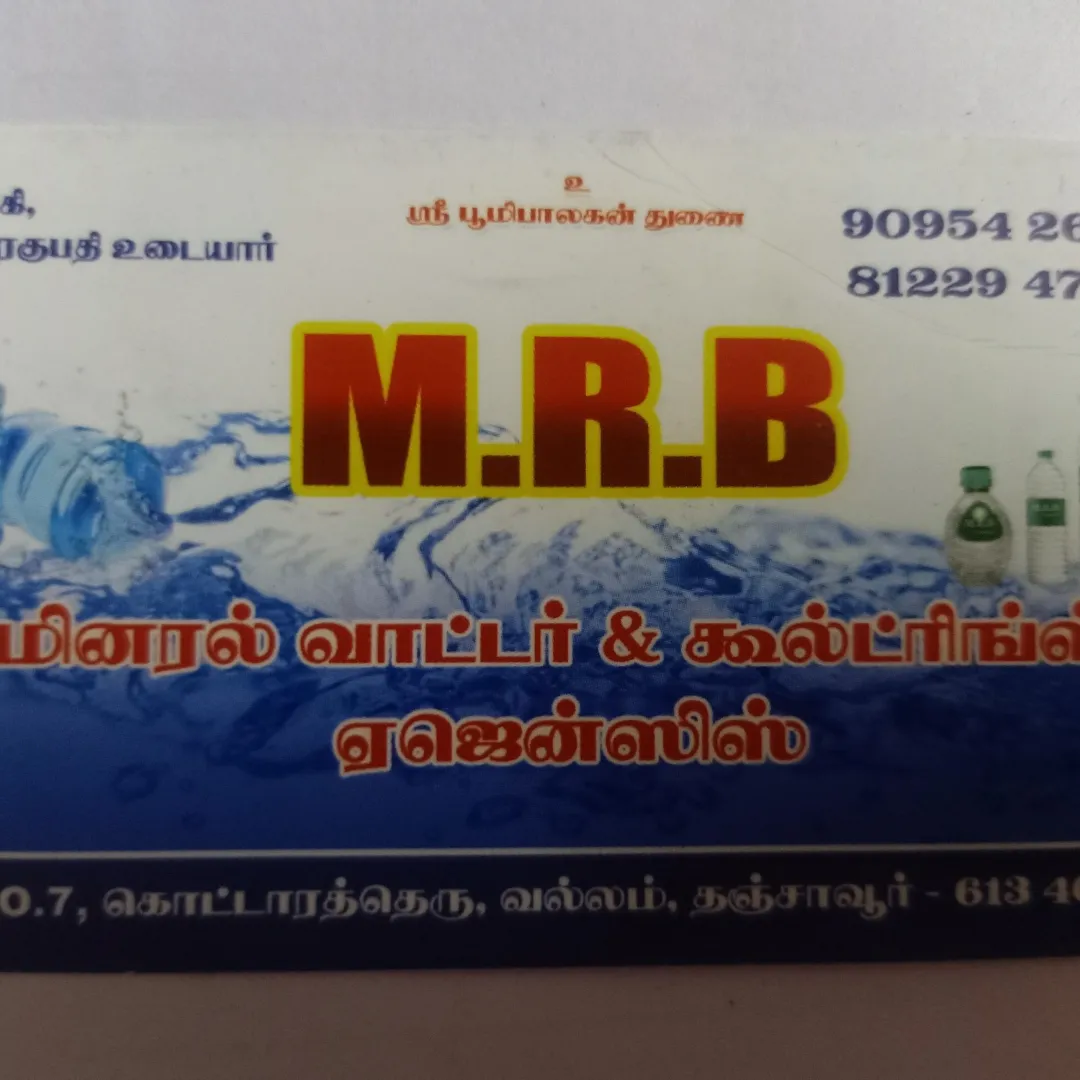 உ
ஸ்ரீ பூமிபாலகன் துணை
கி,
ரகுபதி உடையார்
90954 26
81229 47
M.R.B
மினரல் வாட்டர் & கூல்ட்ரிங்ஸ்
ஏஜென்ஸிஸ்
0.7, கொட்டாரத்தெரு, வல்லம், தஞ்சாவூர் - 613 40